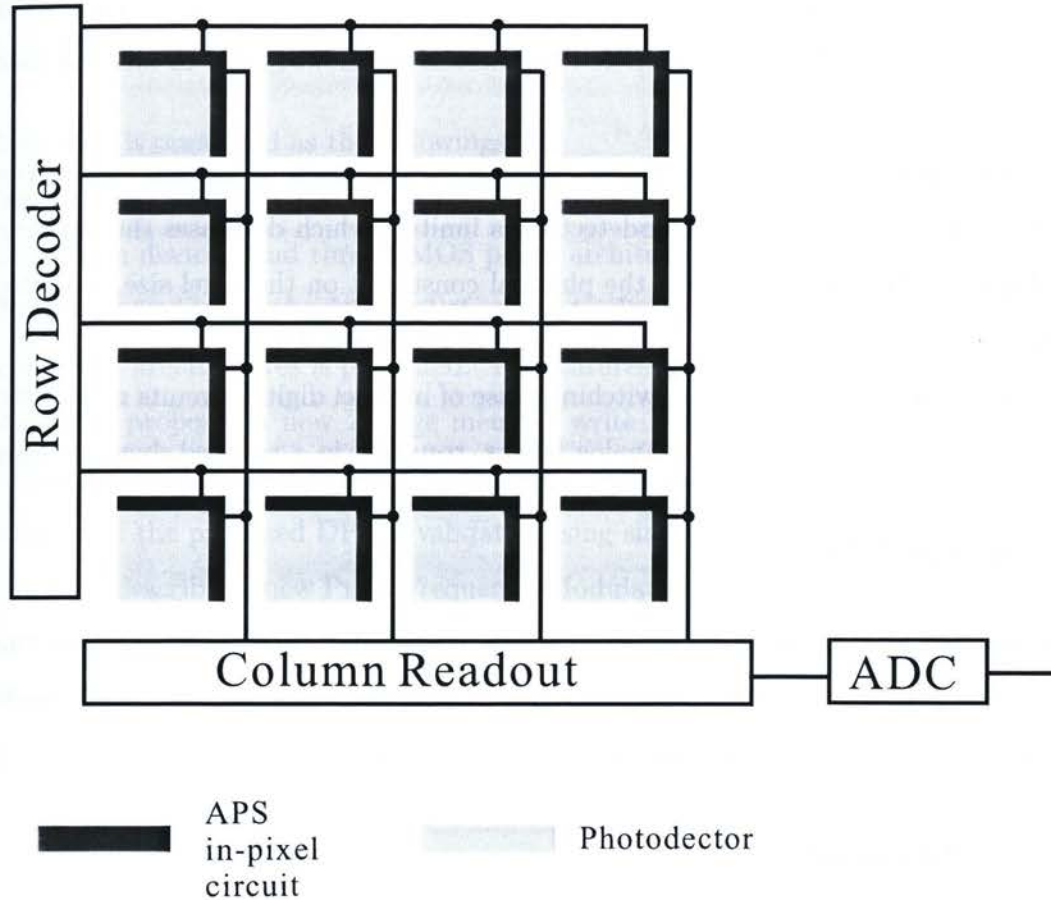 Row Decoder
Column Readout
ADC
APS
in-pixel
circuit
Photodector